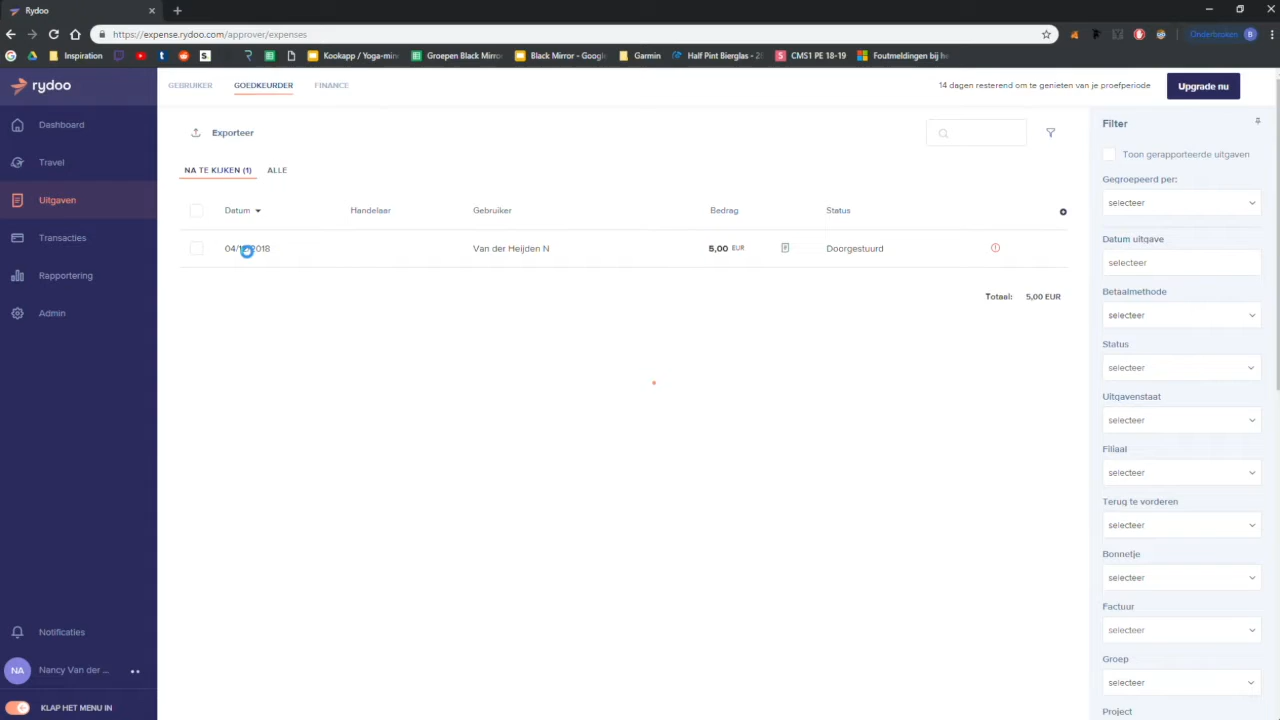 Rydoo
https://expense.rydoo.com/approver/expenses
Onderbroken B
Inspiration
Kookapp / Yoga-min
Groepen Black Mirro
Black Mirror - Google
Garmin
Half Pint Bierglas - 25
CMS1 PE 18-19
Foutmeldingen bij he
rydoo
GEBRUIKER
GOEDKEURDER
FINANCE
14 dagen resterend om te genieten van je proefperiode
Upgrade nu
Dashboard
Travel
Uitgaven
Transacties
Rapportering
Admin
Notificaties
NA
Nancy Van der ...
KLAP HET MENU IN
Exporteer
NA TE KIJKEN (1)
ALLE
Datum
Handelaar
Gebruiker
Bedrag
Status
Van der Heijden N
5,00 EUR
Doorgestuurd
Totaal: 5,00 EUR
Filter
Toon gerapporteerde uitgaven
Gegroepeerd per:
selecteer
Datum uitgave
selecteer
Betaalmethode
selecteer
Status
selecteer
Uitgavenstaat
selecteer
Filiaal
selecteer
Terug te vorderen
selecteer
Bonnetje
selecteer
Factuur
selecteer
Groep
selecteer
Project